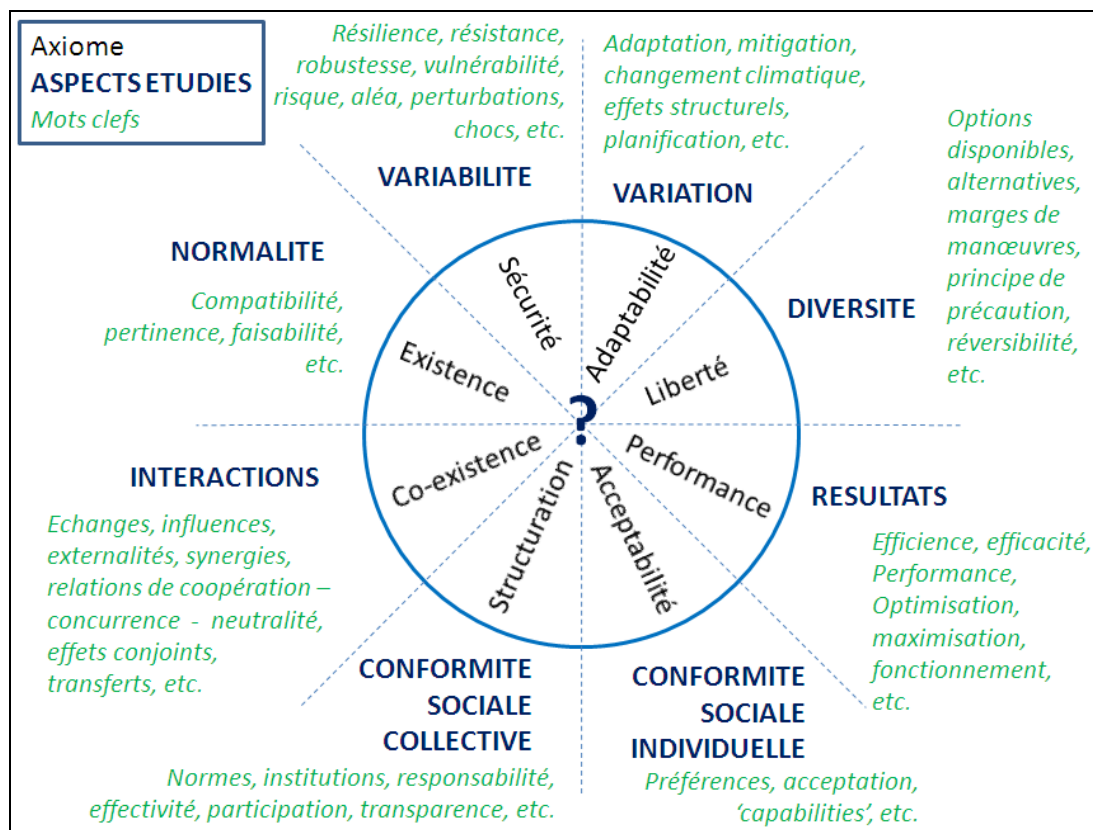 Axiome
ASPECTS ETUDIES
Mots clefs
Résilience, résistance,
robustesse, vulnérabilité,
risque, aléa, perturbations,
chocs, etc.
VARIABILITE
Adaptation, mitigation,
changement climatique,
effets structurels,
planification, etc.
VARIATION
Options
disponibles,
alternatives,
marges de
manœuvres,
principe de
précaution,
réversibilité,
etc.
DIVERSITE
NORMALITE
Compatibilité,
pertinence, faisabilité,
etc.
Sécurité
Adaptabilité
Existence
Liberté
?
Co-existence
Performance
Structuration
Acceptabilité
INTERACTIONS
Echanges, influences,
externalités, synergies,
relations de coopération –
concurrence - neutralité,
effets conjoints,
transferts, etc.
RESULTATS
Efficience, efficacité,
Performance,
Optimisation,
maximisation,
fonctionnement,
etc.
CONFORMITE
SOCIALE
COLLECTIVE
Normes, institutions, responsabilité,
effectivité, participation, transparence, etc.
CONFORMITE
SOCIALE
INDIVIDUELLE
Préférences, acceptation,
‘capabilities’, etc.